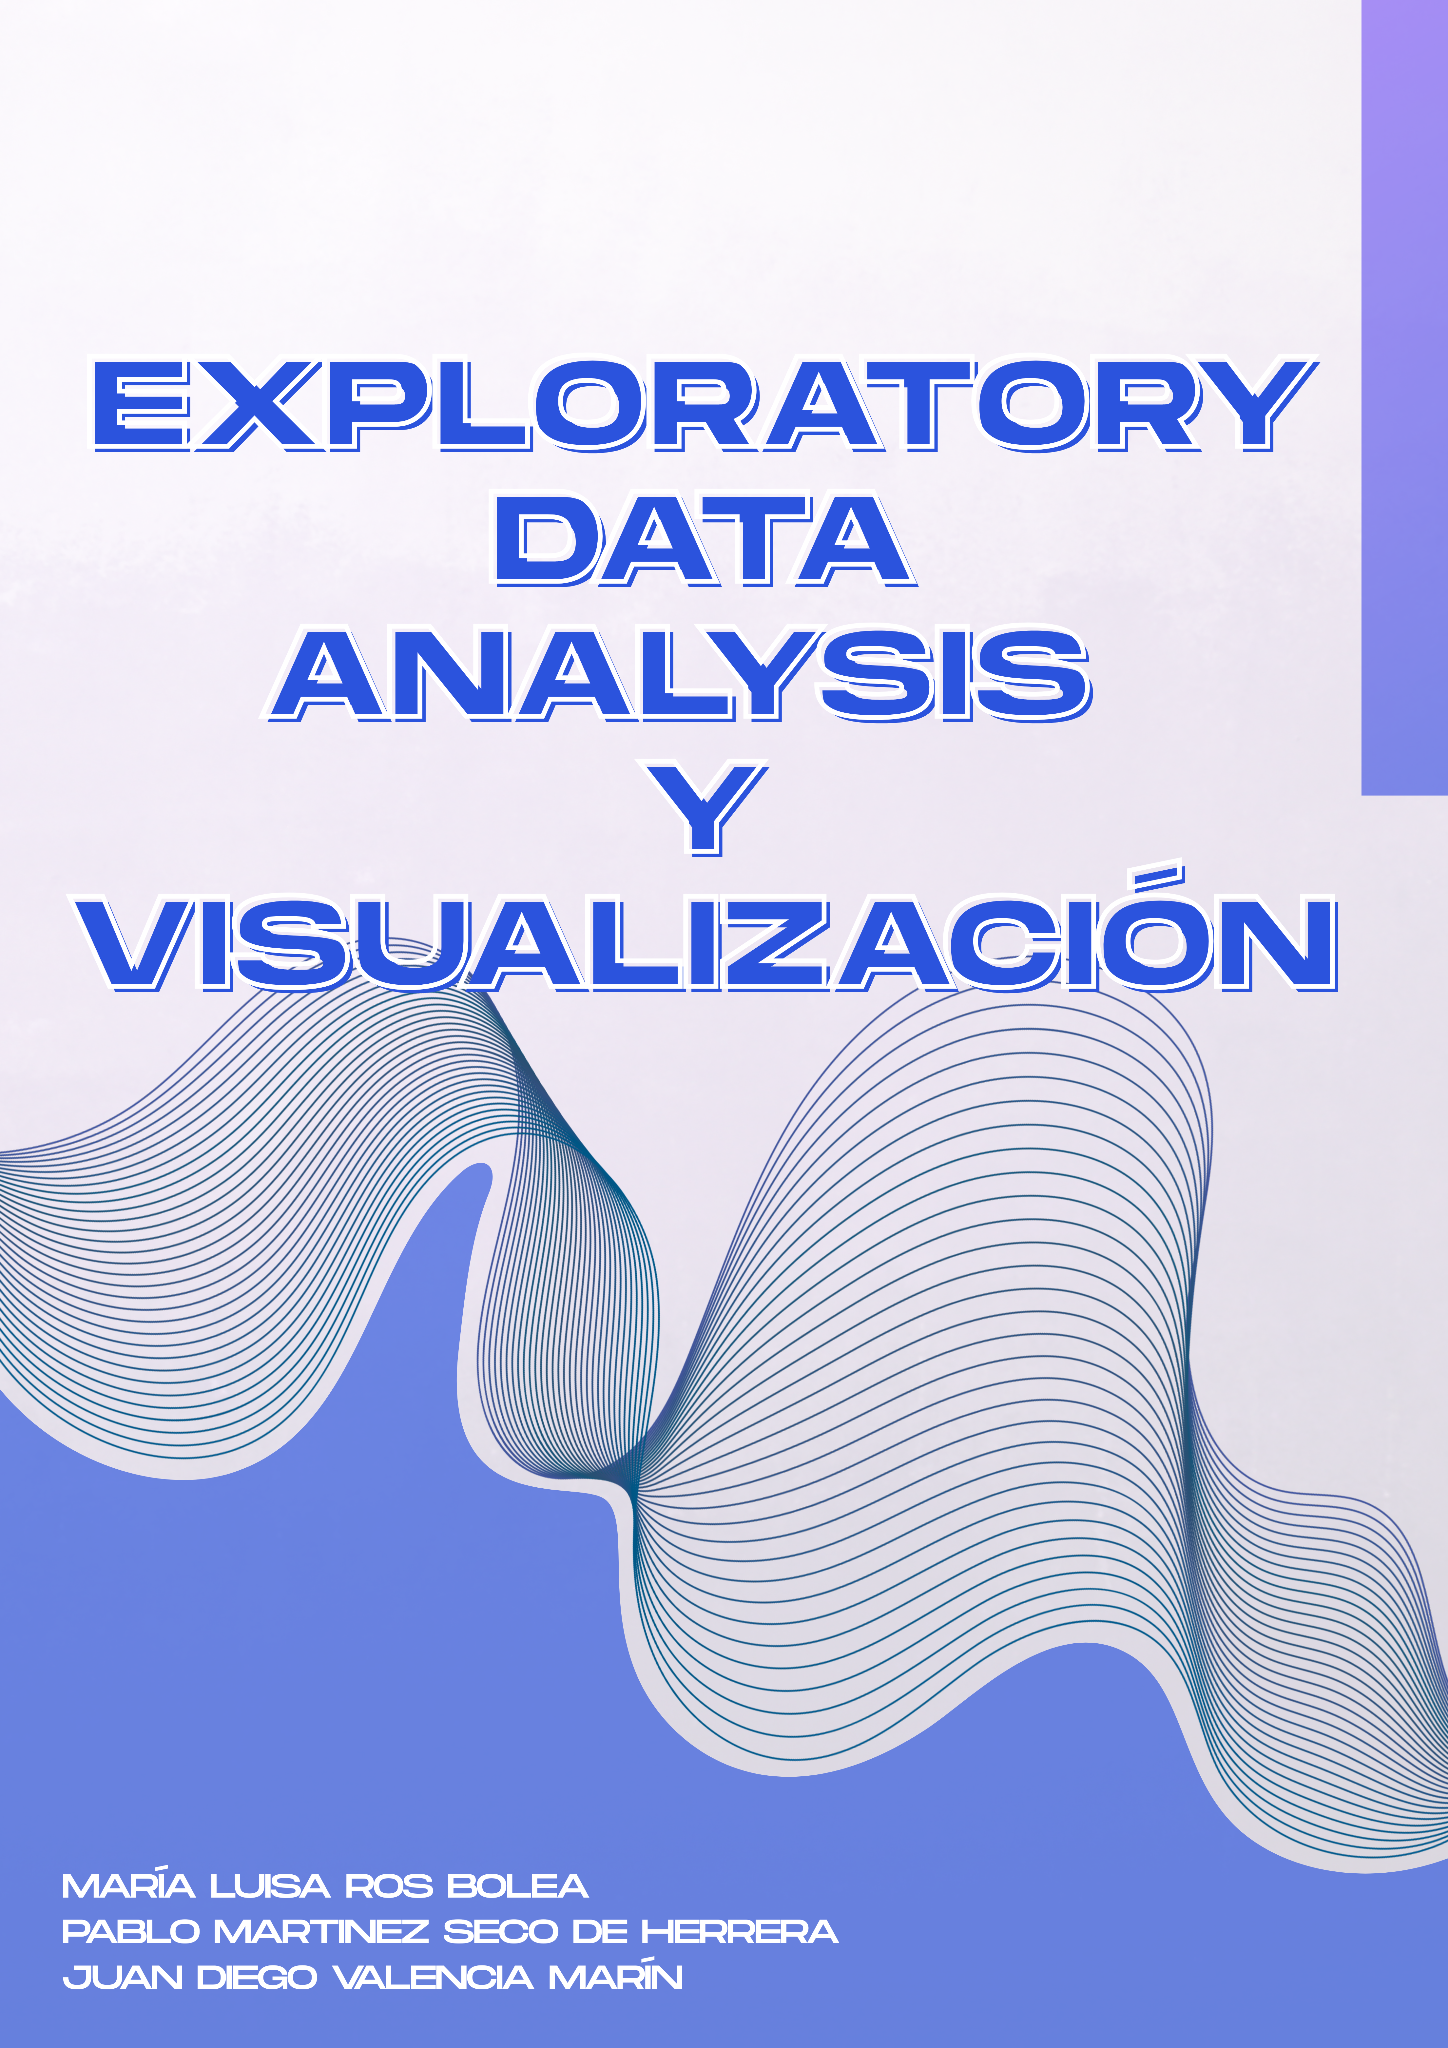 EXPLORATORY
DATA
ANALYSIS
Y
VISUALIZACIÓN
MARÍA LUISA ROS BOLEA
PABLO MARTINEZ SECO DE HERRERA
JUAN DIEGO VALENCIA MARÍN